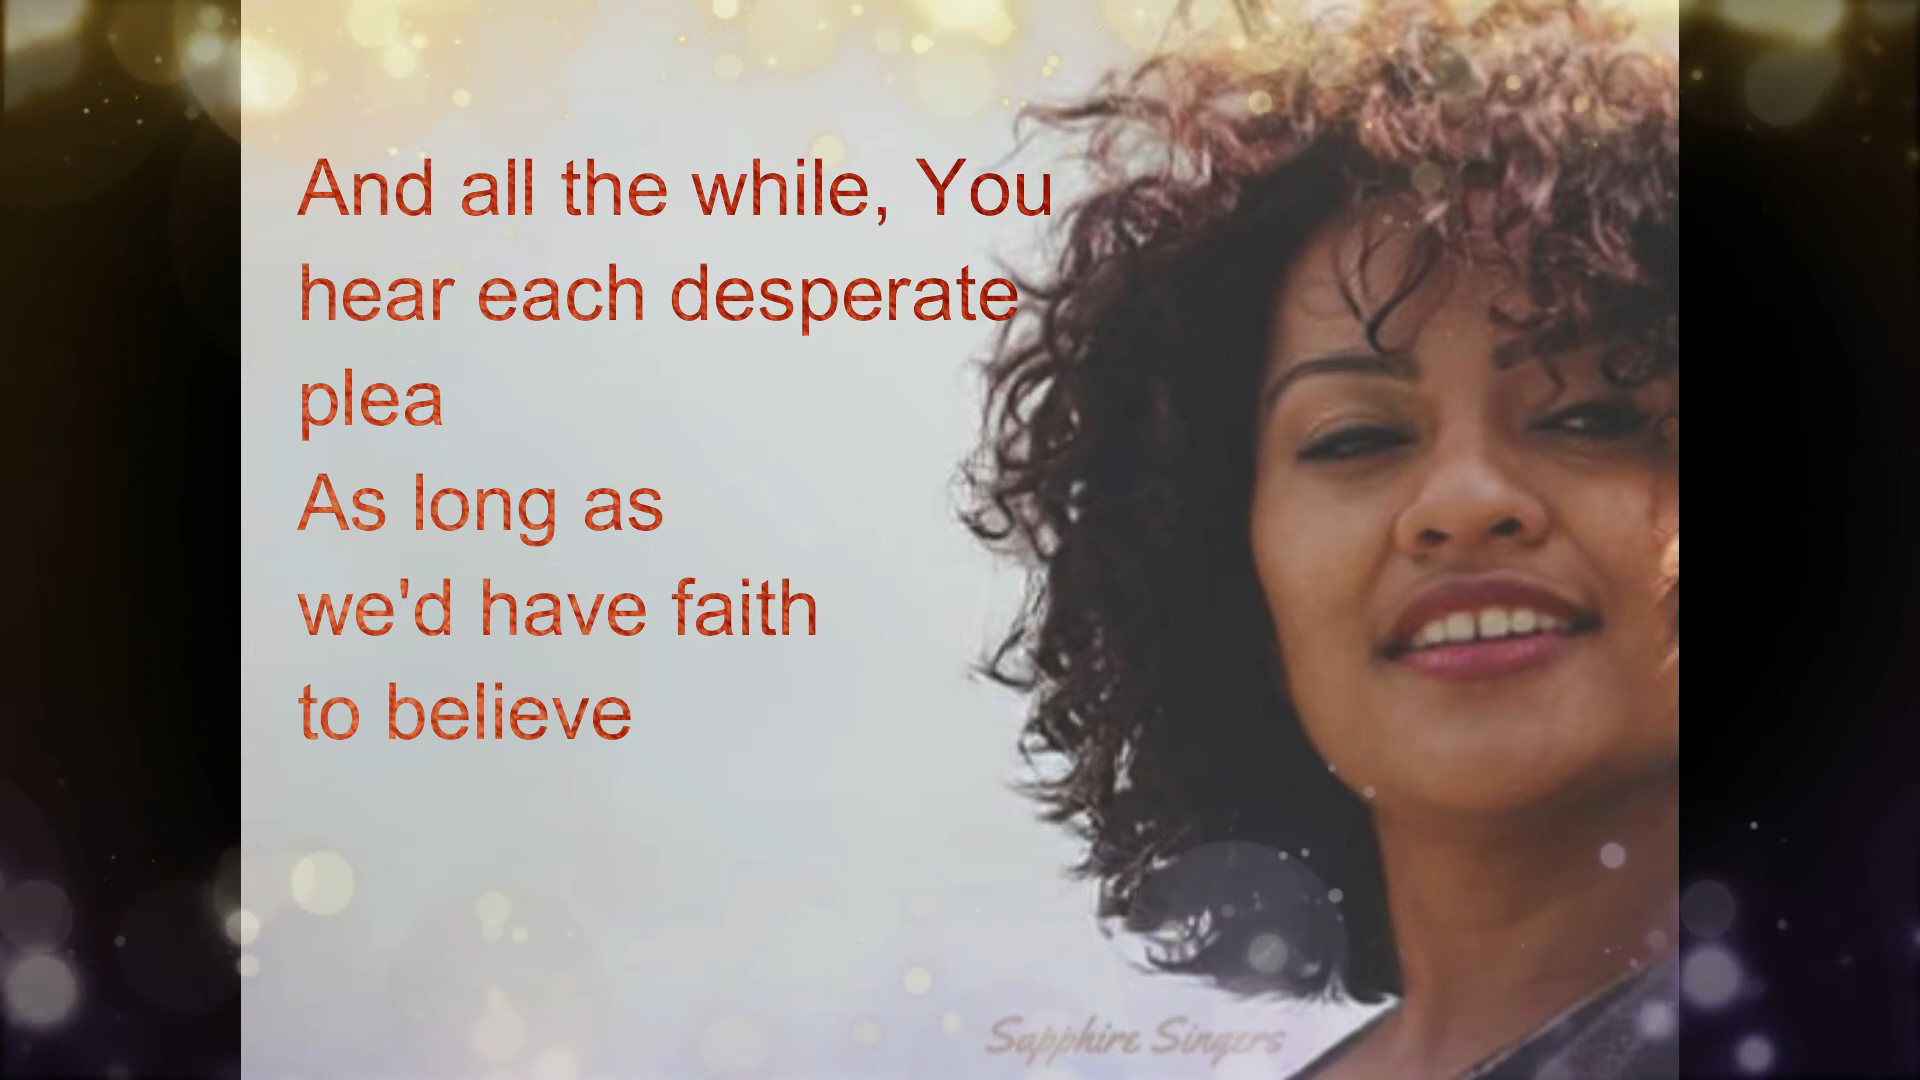 And all the while, You
hear each desperate
plea
As long as
we'd have faith
to believe
Sapphire Singers